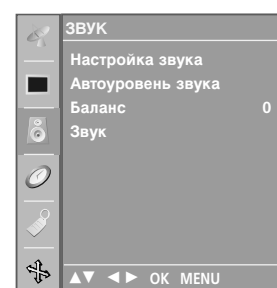 ЗВУК
Настройка звука
Автоуровень звука
Баланс 0
Звук
▲▼ ◄► OK MENU